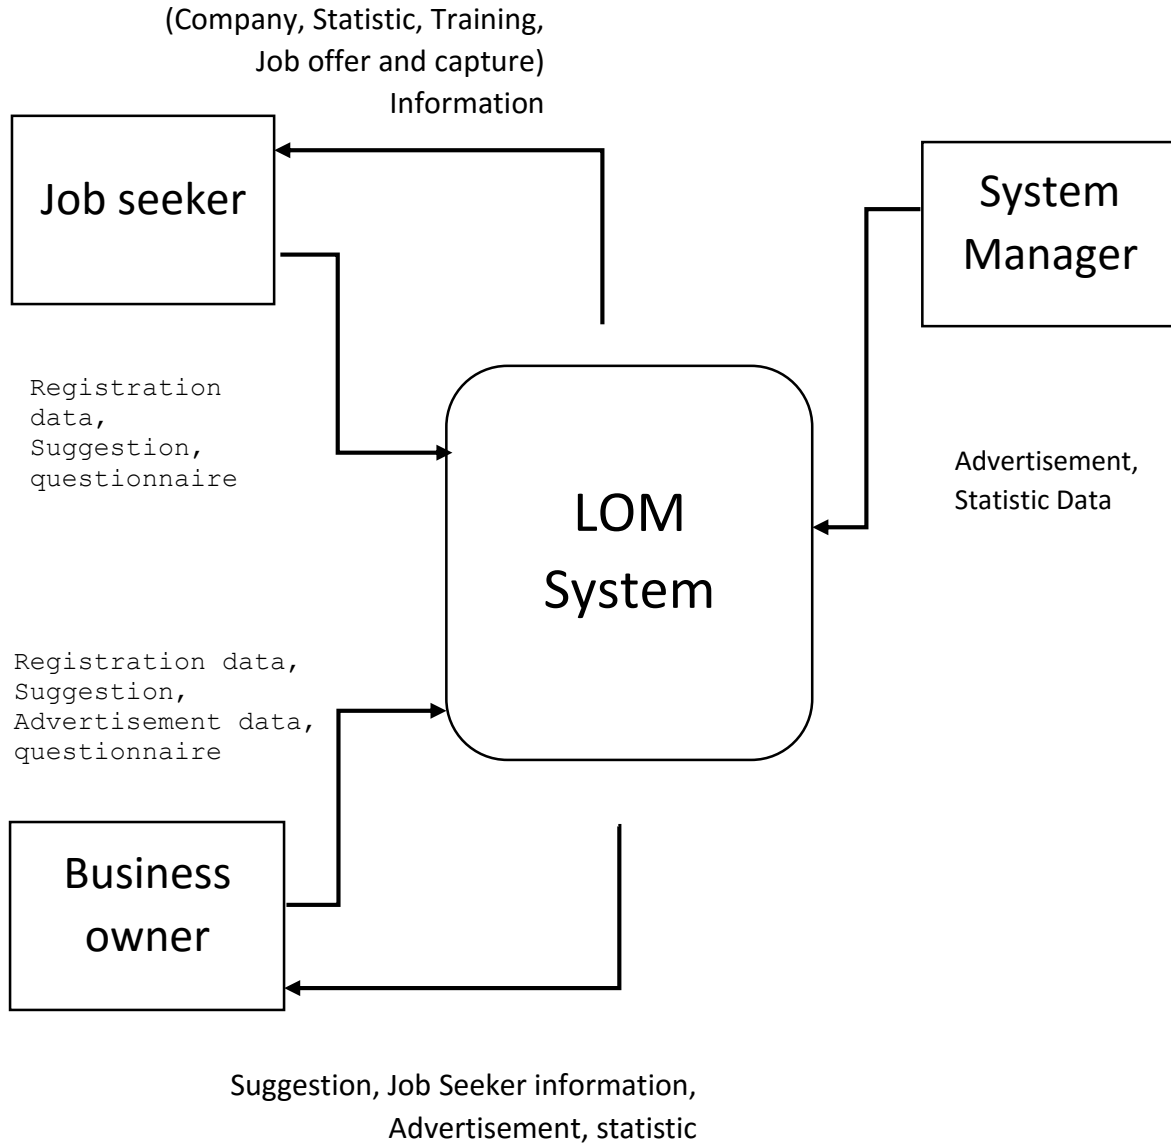 (Company, Statistic, Training,
Job offer and capture)
Information
Job seeker
System
Manager
Registration
data,
Suggestion,
questionnaire
Advertisement,
Statistic Data
LOM
System
Registration data,
Suggestion,
Advertisement data,
questionnaire
Business
owner
Suggestion, Job Seeker information,
Advertisement, statistic